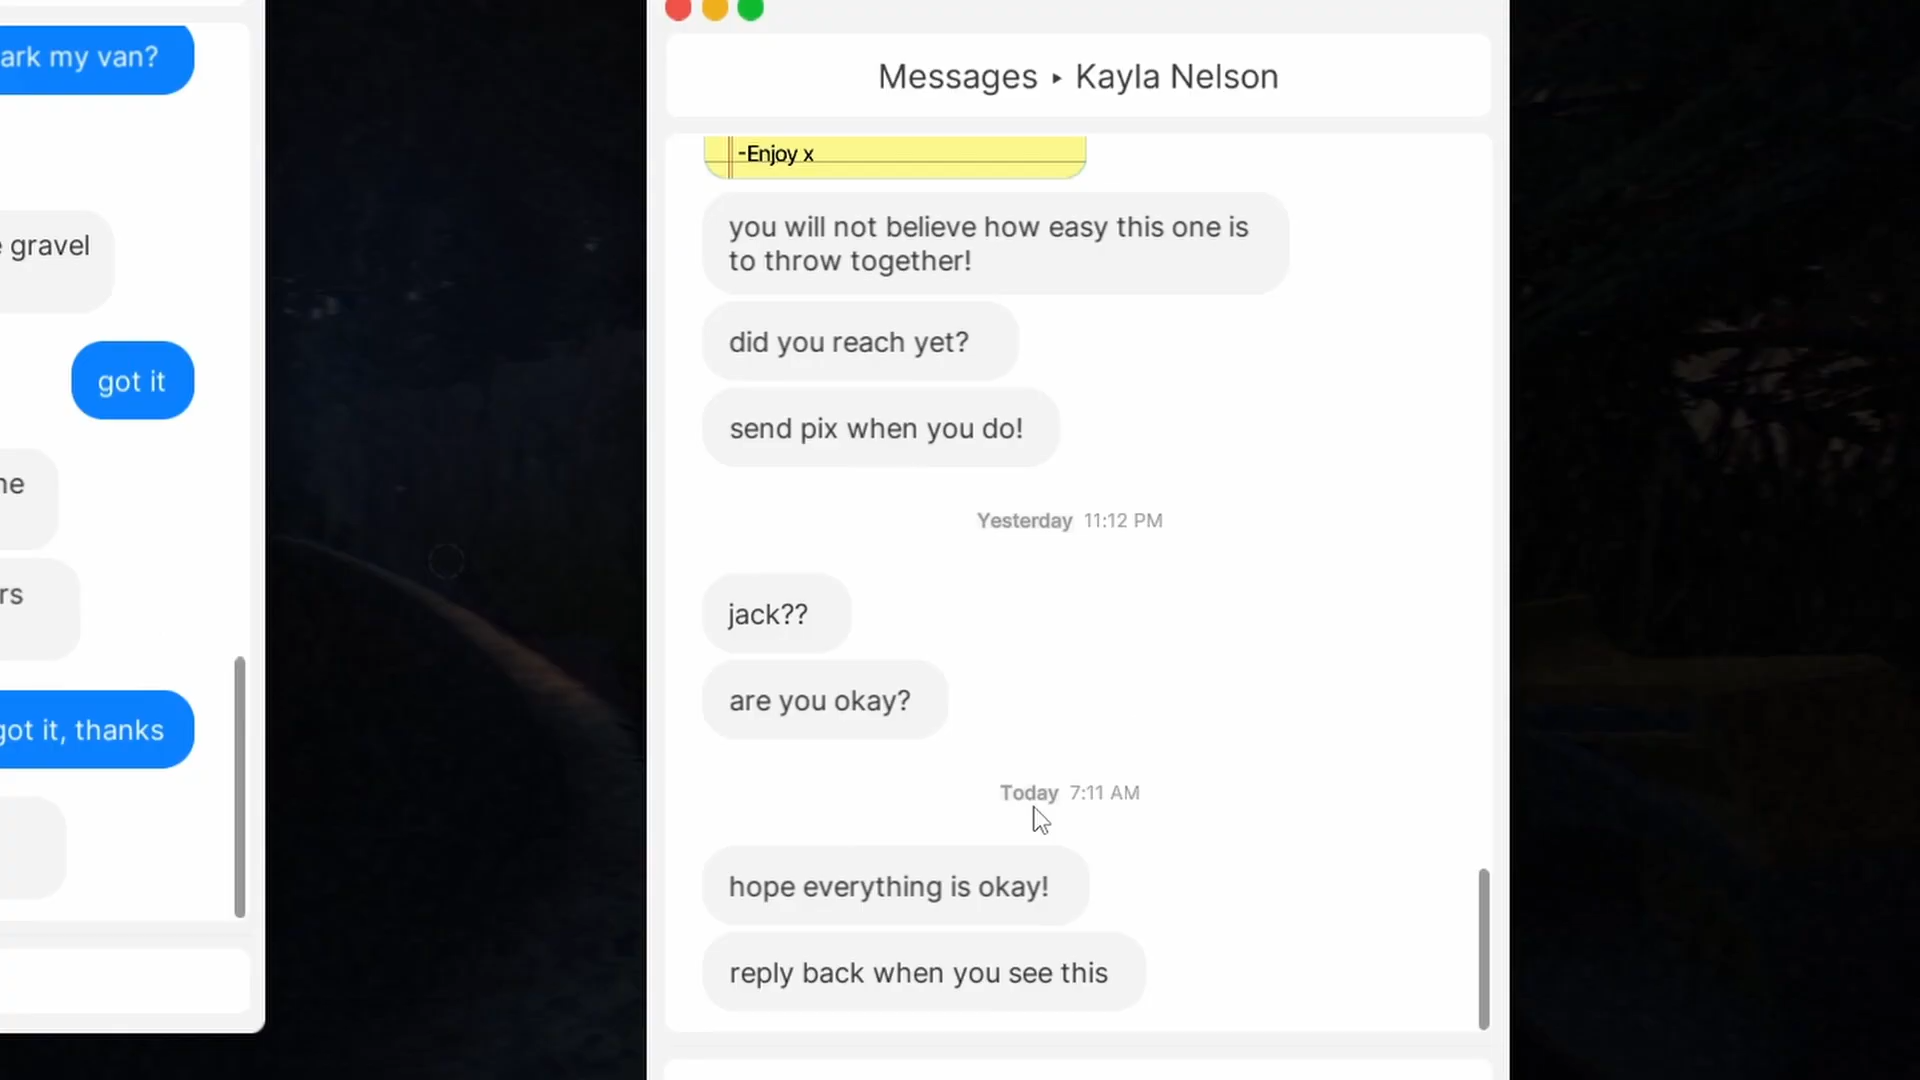 ark my van?
gravel
got it
ne
rs
got it, thanks
Messages ▸ Kayla Nelson
-Enjoy x
you will not believe how easy this one is
to throw together!
did you reach yet?
send pix when you do!
Yesterday 11:12 PM
jack??
are you okay?
Today 7:11 AM
hope everything is okay!
reply back when you see this